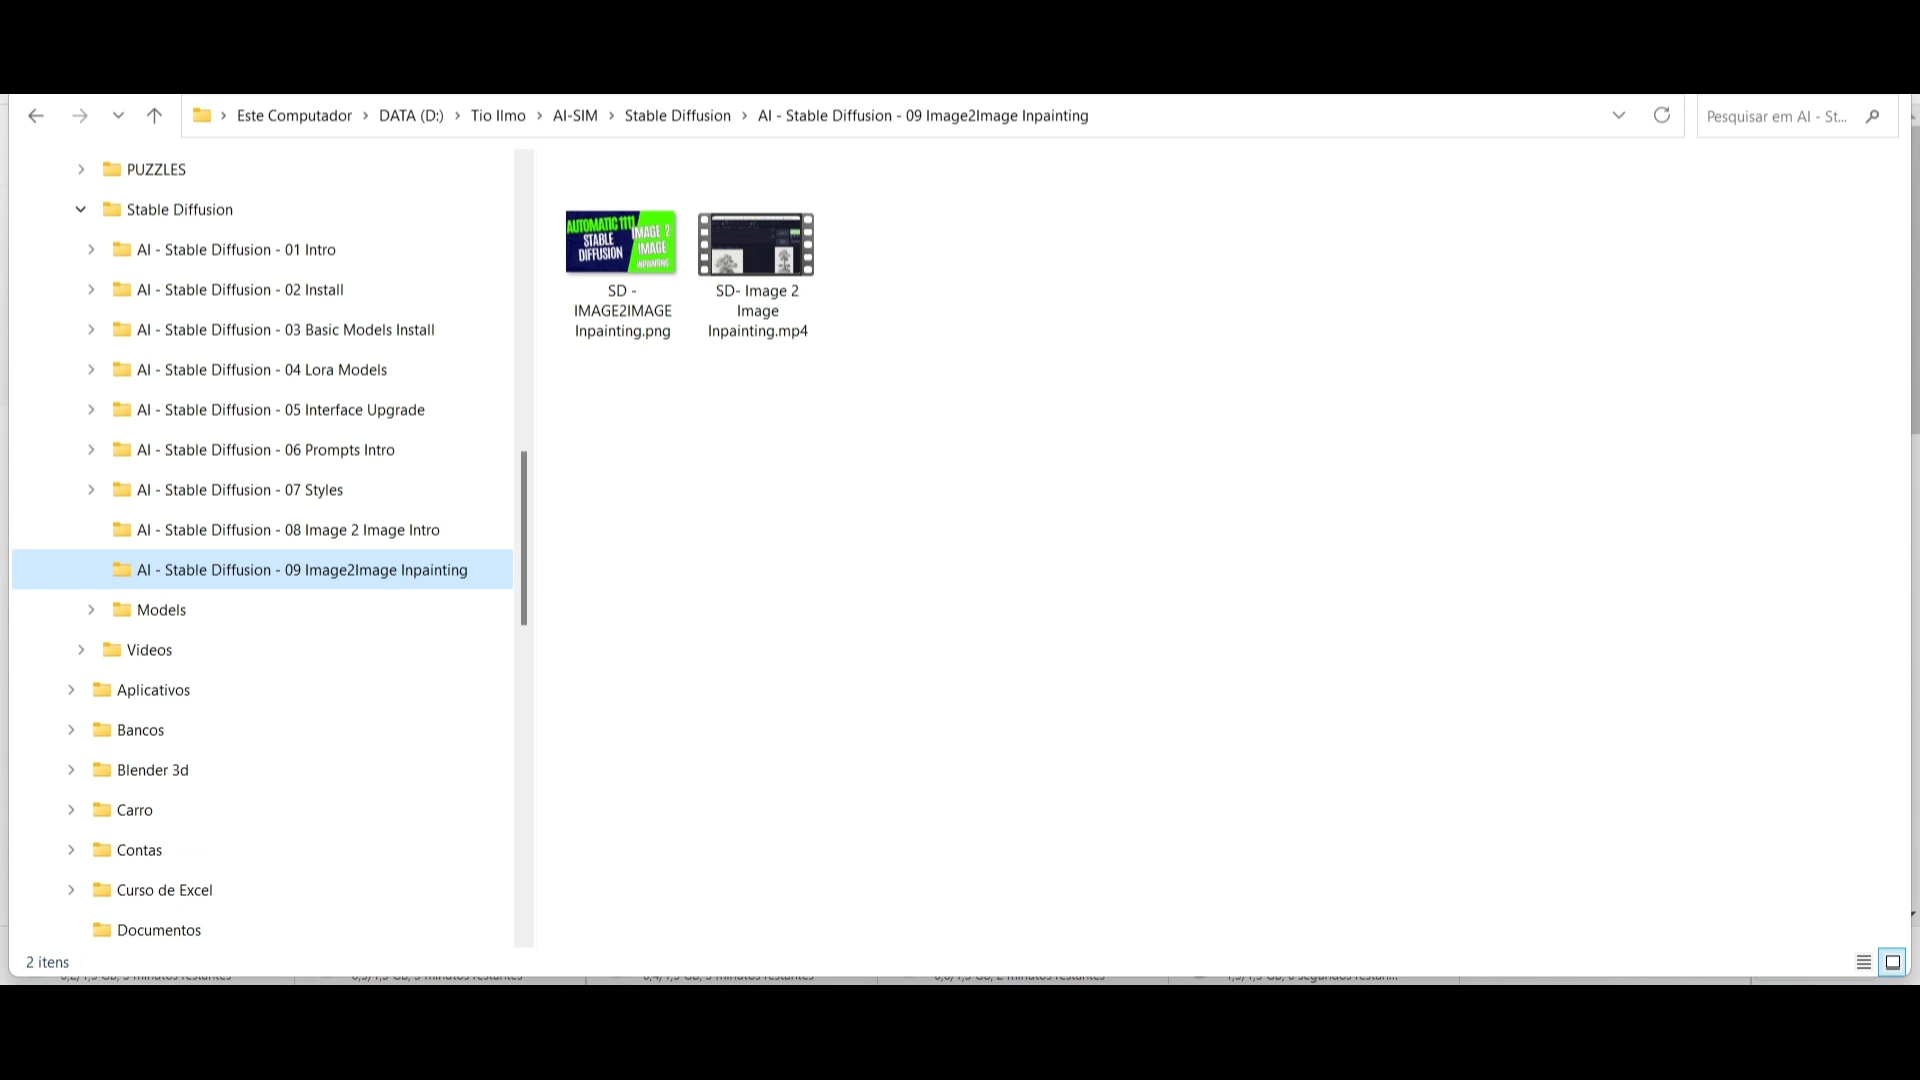 Este Computador > DATA (D:) > Tio Ilmo > AI-SIM > Stable Diffusion > AI - Stable Diffusion - 09 Image2Image Inpainting
Pesquisar em AI - St...
PUZZLES
Stable Diffusion
AI - Stable Diffusion - 01 Intro
AI - Stable Diffusion - 02 Install
AI - Stable Diffusion - 03 Basic Models Install
AI - Stable Diffusion - 04 Lora Models
AI - Stable Diffusion - 05 Interface Upgrade
AI - Stable Diffusion - 06 Prompts Intro
AI - Stable Diffusion - 07 Styles
AI - Stable Diffusion - 08 Image 2 Image Intro
AI - Stable Diffusion - 09 Image2Image Inpainting
Models
Videos
Aplicativos
Bancos
Blender 3d
Carro
Contas
Curso de Excel
Documentos
AUTOMATIC 1111
STABLE
DIFFUSION
IMAGE 2
IMAGE
INPAINTING
SD -
IMAGE2IMAGE
Inpainting.png
SD- Image 2
Image
Inpainting.mp4
2 itens